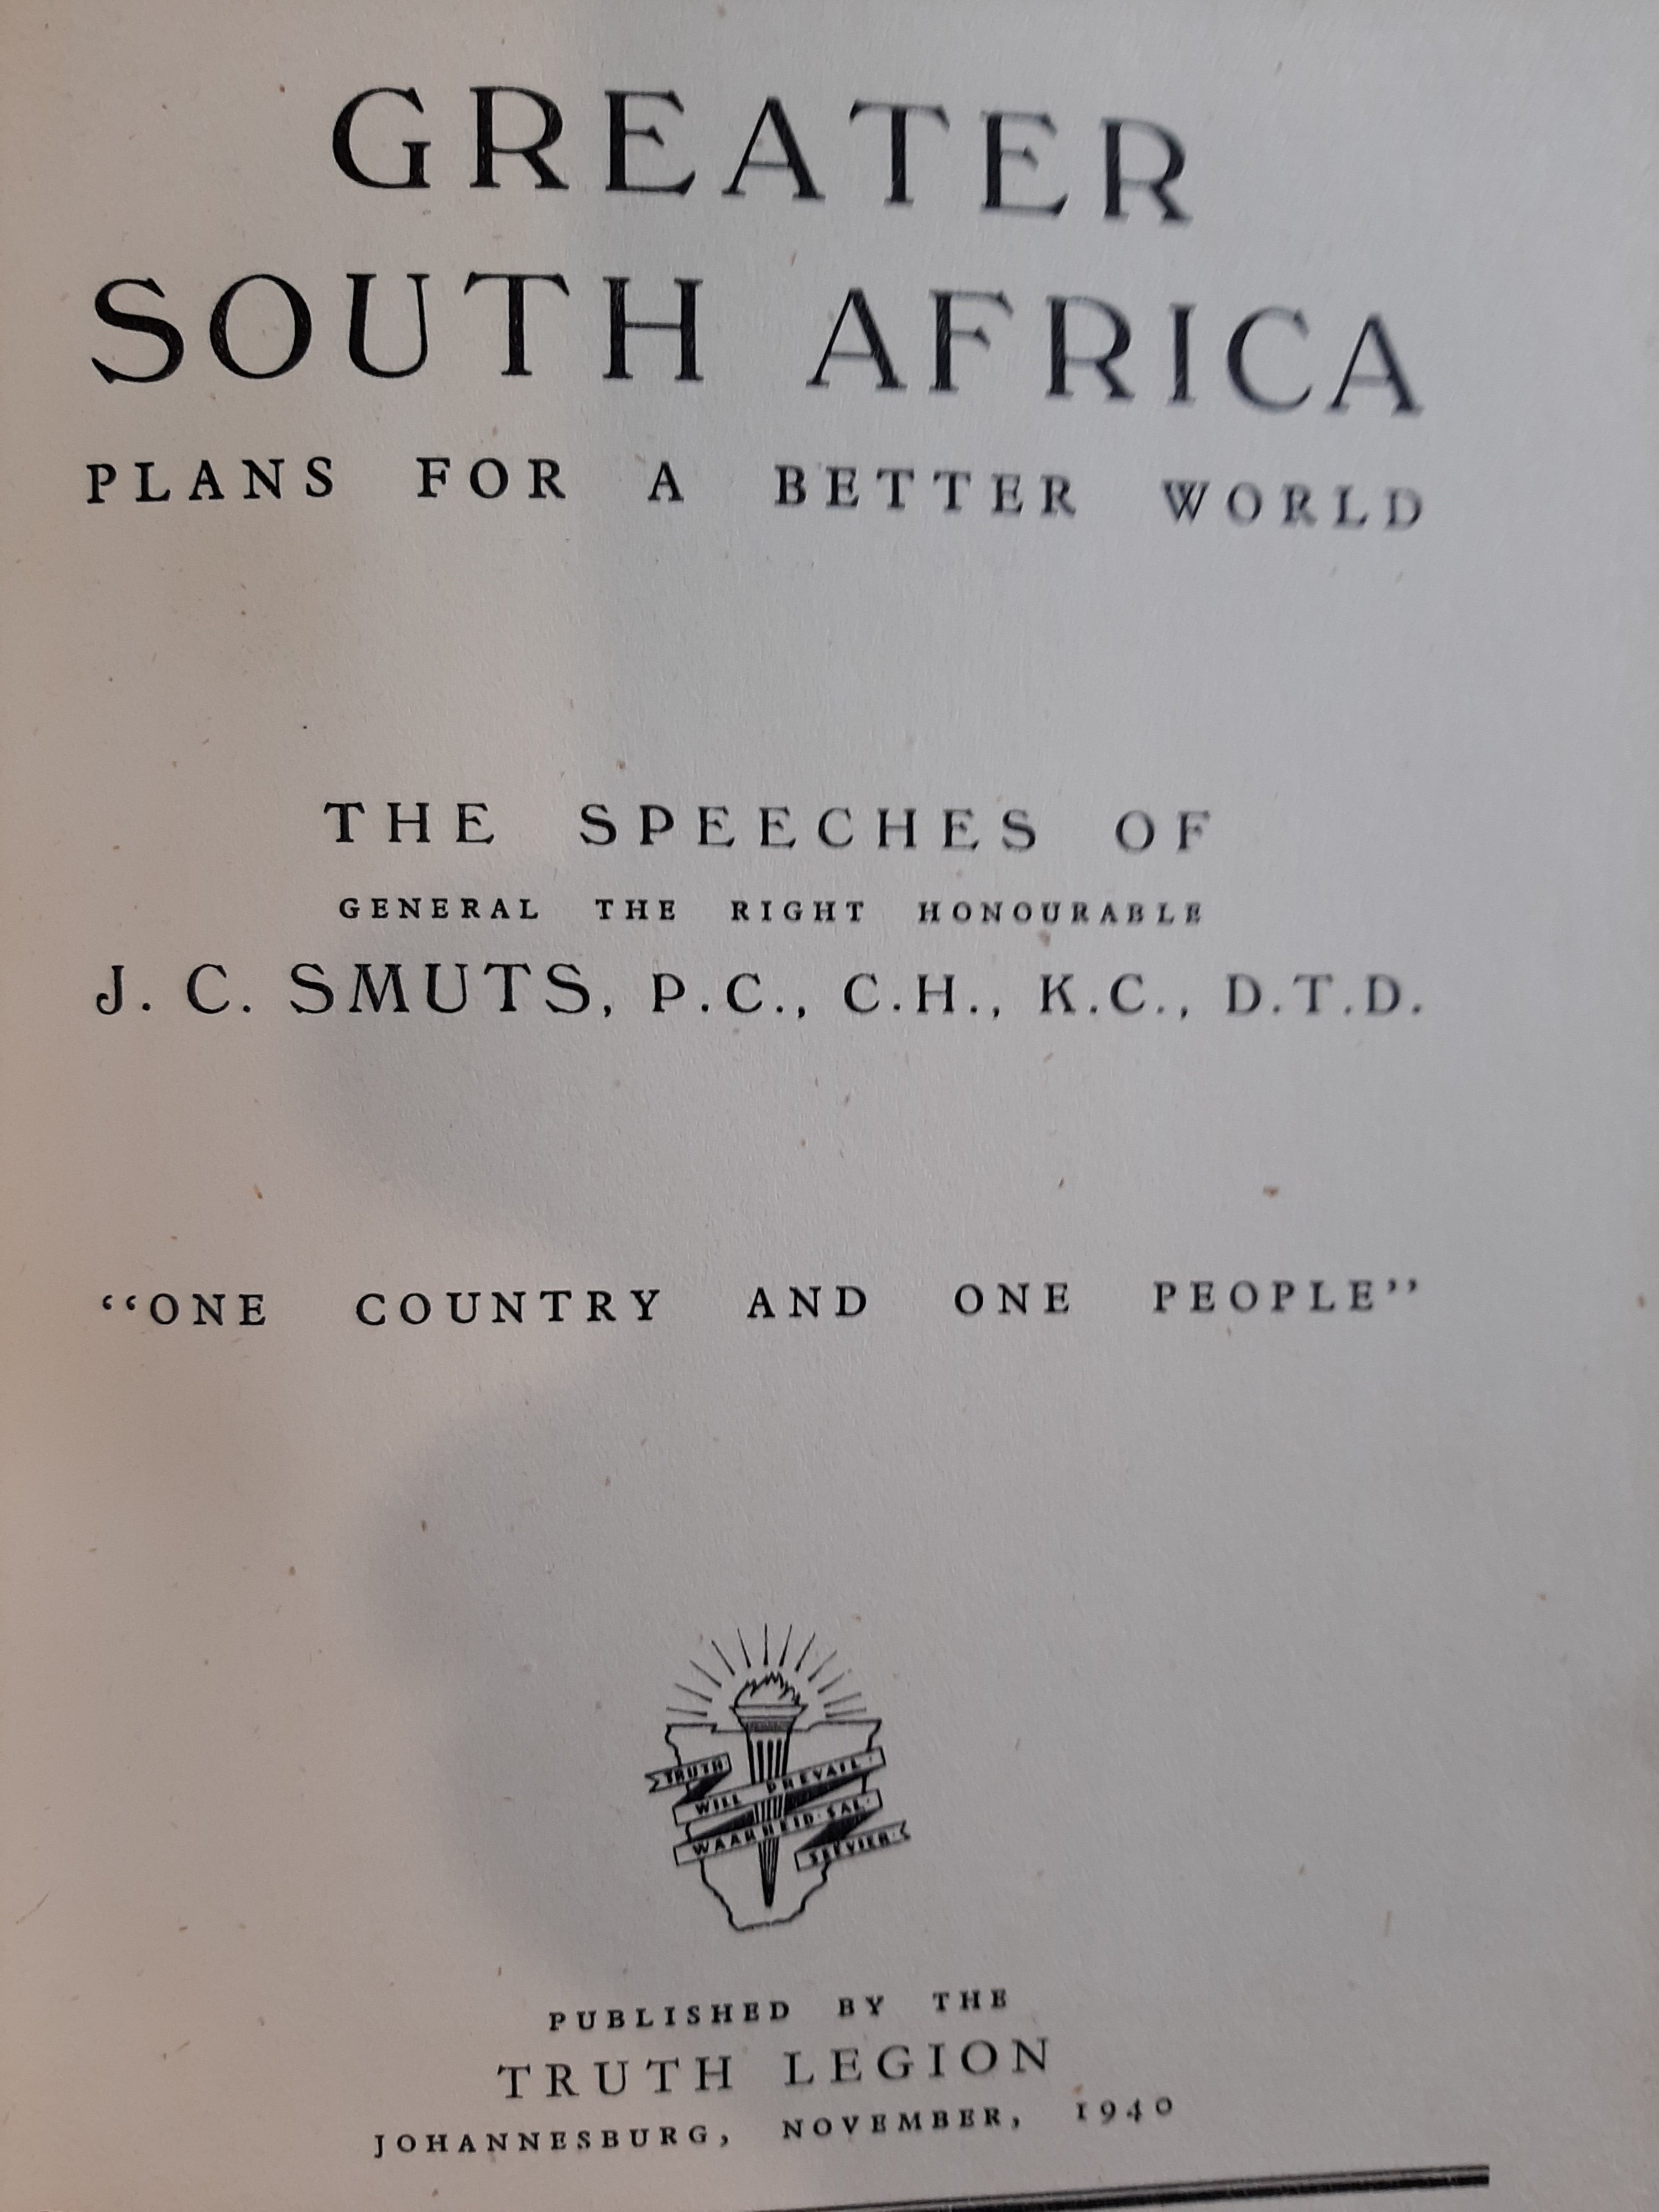 GREATER
SOUTH AFRICA
PLANS FOR A BETTER WORLD
THE SPEECHES OF
GENERAL THE RIGHT HONOURABLE
J. C. SMUTS, P.C., C.H., K.C., D.T.D.
“ONE COUNTRY AND ONE PEOPLE”
TRUTH
WILL PREVAIL
WAARHEID SAL
SEËVIER
PUBLISHED BY THE
TRUTH LEGION
JOHANNESBURG, NOVEMBER, 1940